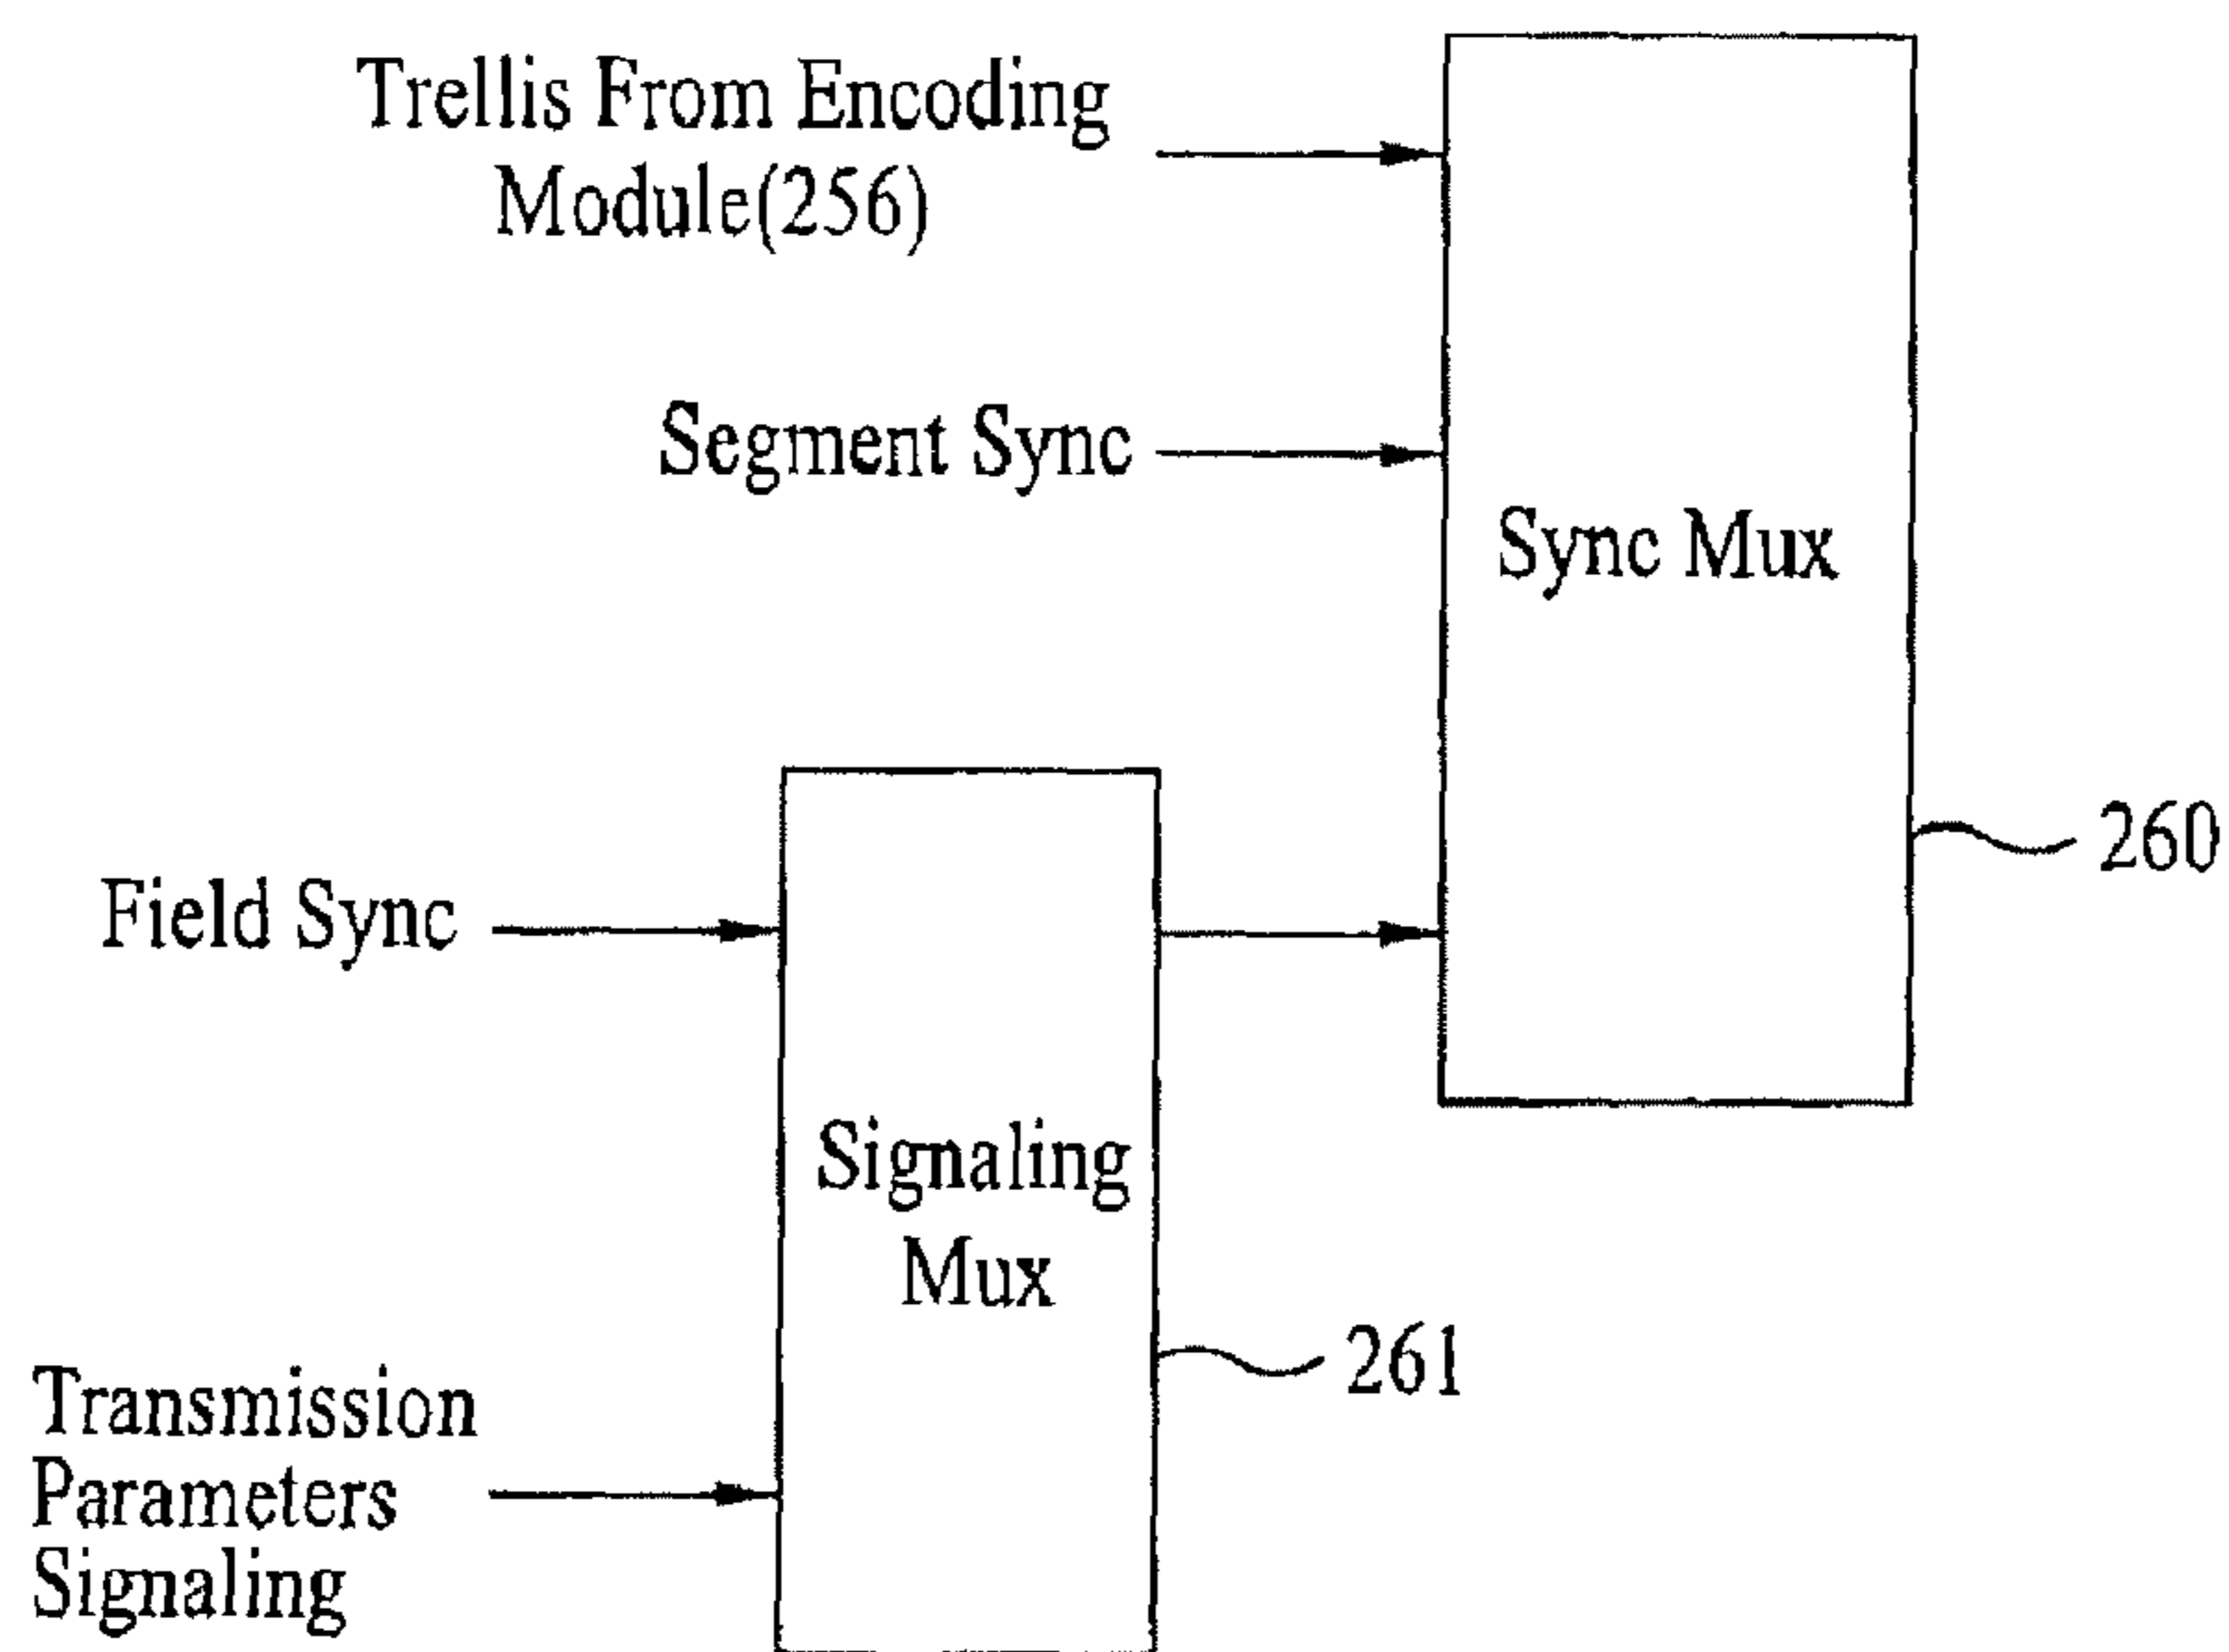 Trellis From Encoding
Module(256)
Segment Sync
Sync Mux
260
Field Sync
Signaling
Mux
261
Transmission
Parameters
Signaling